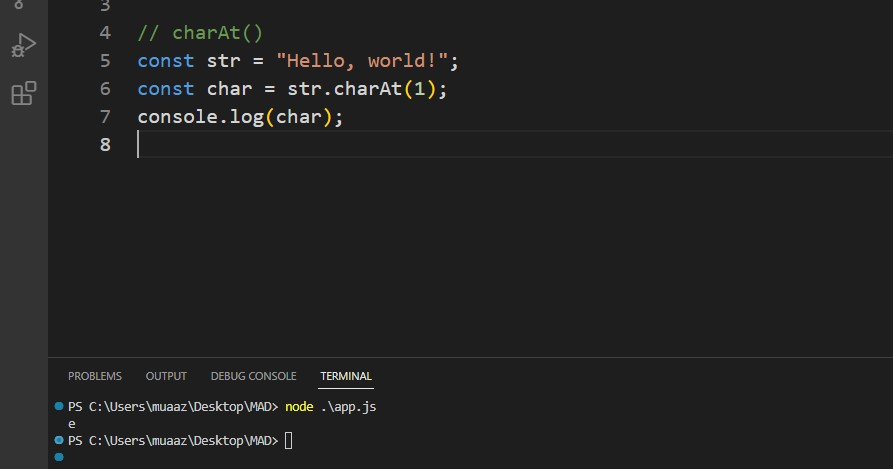 3
4 // charAt()
5 const str = "Hello, world!";
6 const char = str.charAt(1);
7 console.log(char);
8
PROBLEMS OUTPUT DEBUG CONSOLE TERMINAL
PS C:\Users\muaaz\Desktop\MAD> node .\app.js
e
PS C:\Users\muaaz\Desktop\MAD>